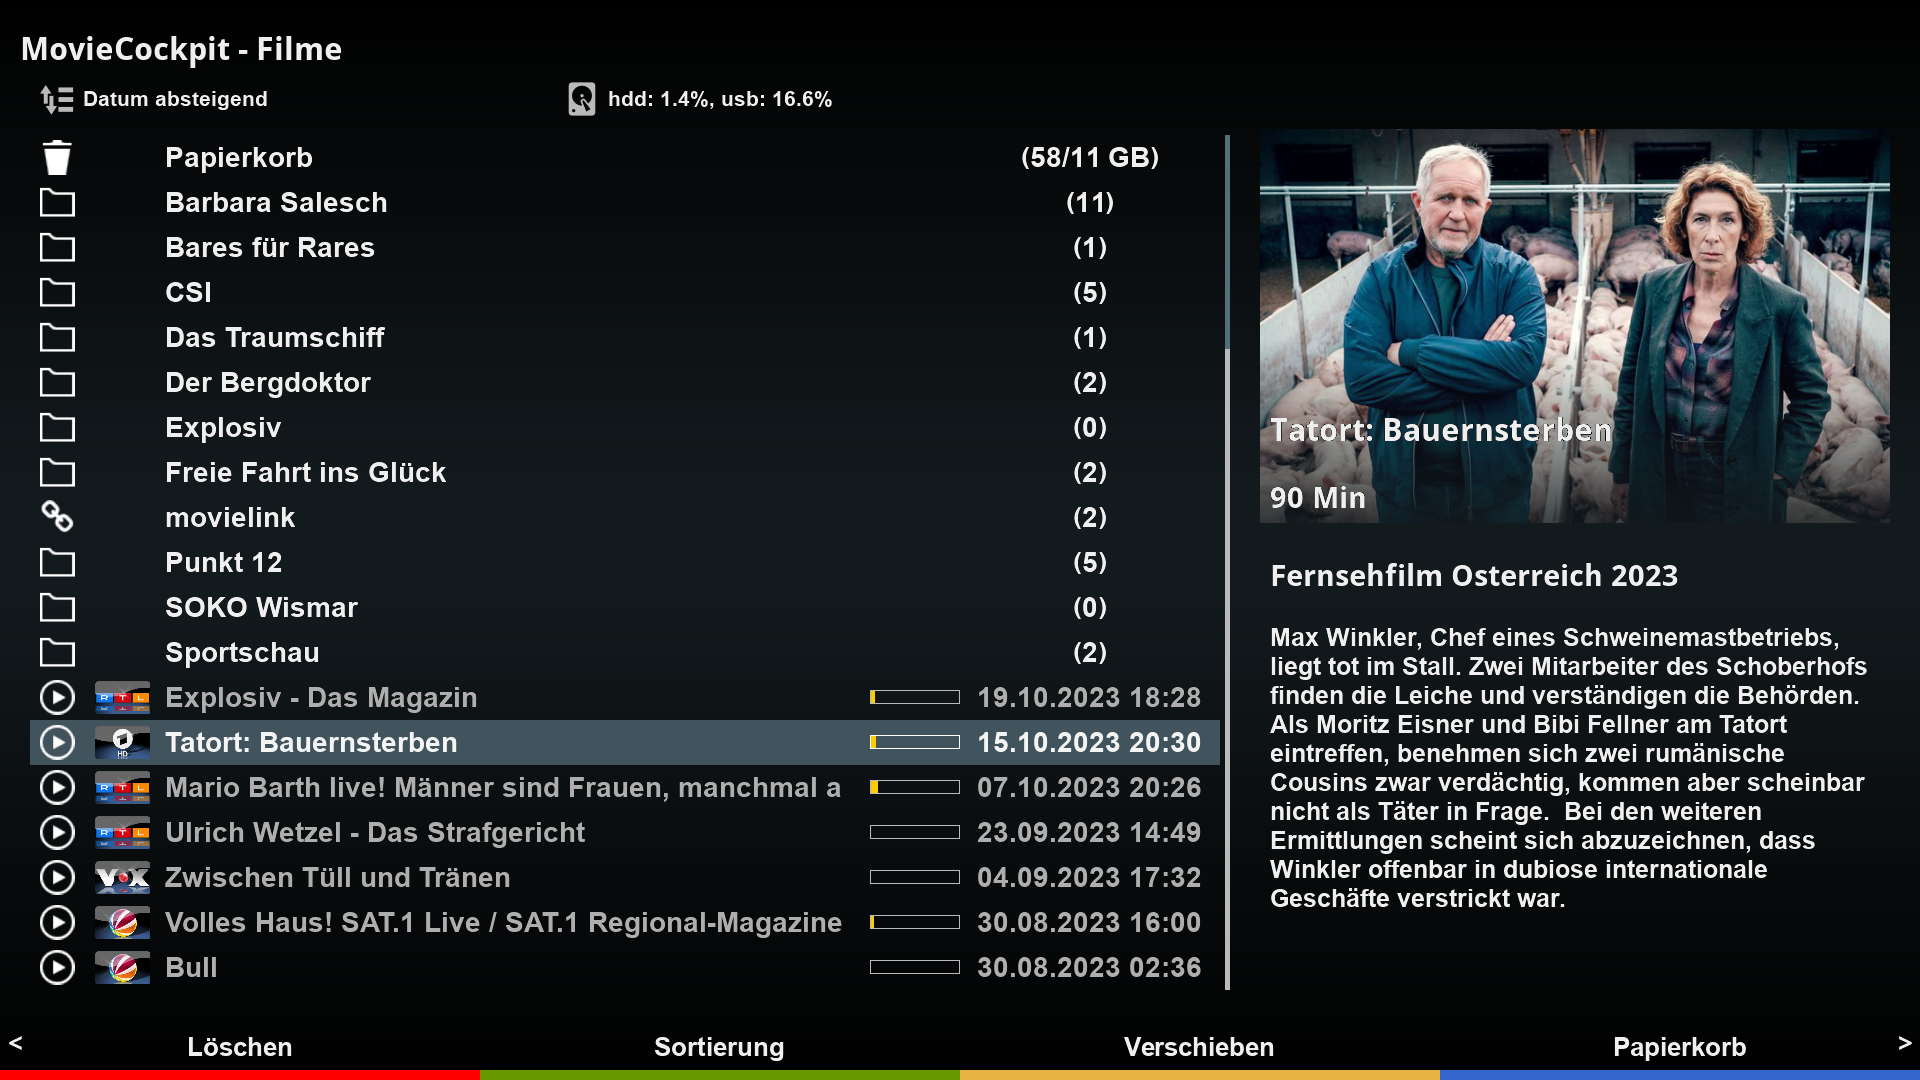 MovieCockpit - Filme
Datum absteigend
hdd: 1.4%, usb: 16.6%
Papierkorb (58/11 GB)
Barbara Salesch (11)
Bares für Rares (1)
CSI (5)
Das Traumschiff (1)
Der Bergdoktor (2)
Explosiv (0)
Freie Fahrt ins Glück (2)
movielink (2)
Punkt 12 (5)
SOKO Wismar (0)
Sportschau (2)
RTL Explosiv - Das Magazin 19.10.2023 18:28
HD Tatort: Bauernsterben 15.10.2023 20:30
RTL Mario Barth live! Männer sind Frauen, manchmal a 07.10.2023 20:26
RTL Ulrich Wetzel - Das Strafgericht 23.09.2023 14:49
VOX Zwischen Tüll und Tränen 04.09.2023 17:32
Volles Haus! SAT.1 Live / SAT.1 Regional-Magazine 30.08.2023 16:00
Bull 30.08.2023 02:36
Tatort: Bauernsterben
90 Min
Fernsehfilm Osterreich 2023
Max Winkler, Chef eines Schweinemastbetriebs,
liegt tot im Stall. Zwei Mitarbeiter des Schoberhofs
finden die Leiche und verständigen die Behörden.
Als Moritz Eisner und Bibi Fellner am Tatort
eintreffen, benehmen sich zwei rumänische
Cousins zwar verdächtig, kommen aber scheinbar
nicht als Täter in Frage.  Bei den weiteren
Ermittlungen scheint sich abzuzeichnen, dass
Winkler offenbar in dubiose internationale
Geschäfte verstrickt war.
< Löschen Sortierung Verschieben Papierkorb >